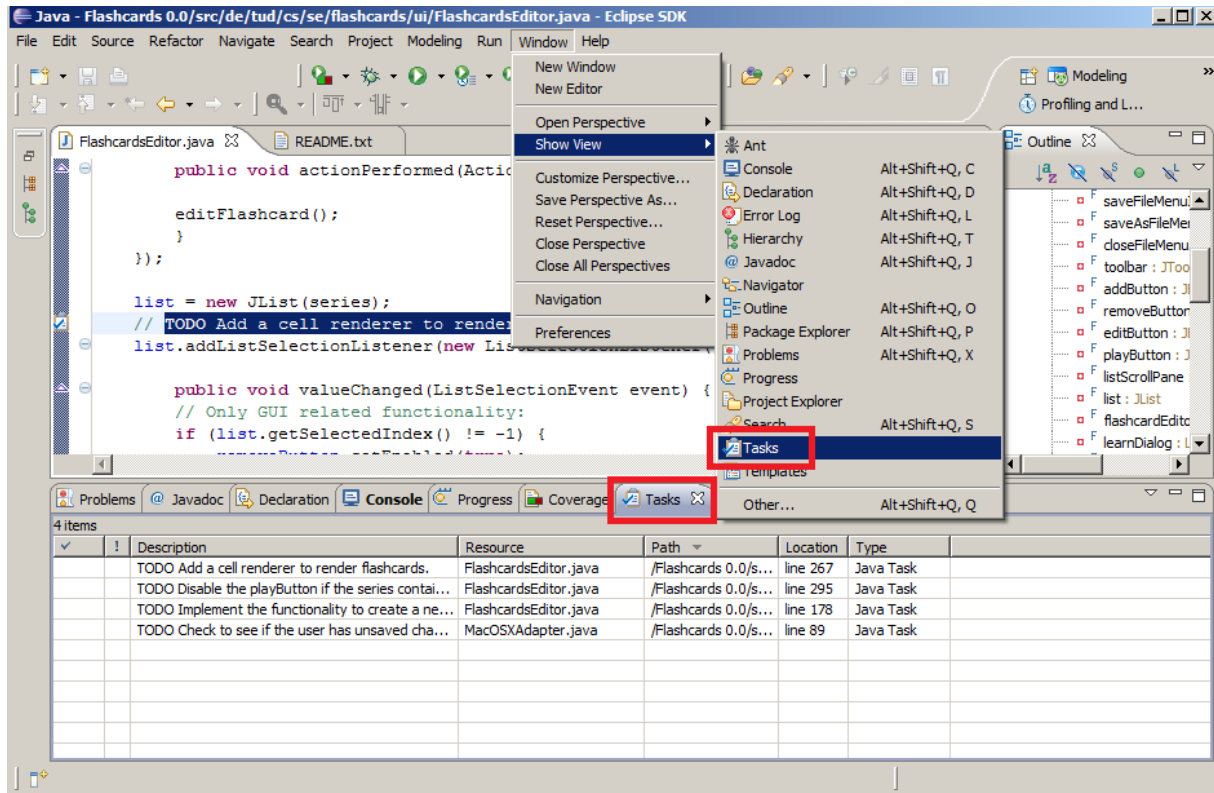 Java - Flashcards 0.0/src/de/tud/cs/se/flashcards/ui/FlashcardsEditor.java - Eclipse SDK
File Edit Source Refactor Navigate Search Project Modeling Run Window Help
New Window
New Editor
Open Perspective
Show View
Customize Perspective...
Save Perspective As...
Reset Perspective...
Close Perspective
Close All Perspectives
Navigation
Preferences
Modeling
»
Profiling and L...
Ant
Console Alt+Shift+Q, C
Declaration Alt+Shift+Q, D
Error Log Alt+Shift+Q, L
Hierarchy Alt+Shift+Q, T
Javadoc Alt+Shift+Q, J
Navigator
Outline Alt+Shift+Q, O
Package Explorer Alt+Shift+Q, P
Problems Alt+Shift+Q, X
Progress
Project Explorer
Search Alt+Shift+Q, S
Tasks
Templates
Other... Alt+Shift+Q, Q
FlashcardsEditor.java README.txt
public void actionPerformed(Actio
editFlashcard();
}
});
list = new JList(series);
// TODO Add a cell renderer to render
list.addListSelectionListener(new ListSelectionListener(
public void valueChanged(ListSelectionEvent event) {
// Only GUI related functionality:
if (list.getSelectedIndex() != -1) {
removeButton.setEnabled(true);
Outline
saveFileMenuI
saveAsFileMe
closeFileMenu
toolbar : JToo
addButton : J
removeButton
editButton : J
playButton : J
listScrollPane
list : JList
flashcardEdito
learnDialog : L
Problems Javadoc Declaration Console Progress Coverage Tasks
4 items
! Description Resource Path Location Type
TODO Add a cell renderer to render flashcards. FlashcardsEditor.java /Flashcards 0.0/s... line 267 Java Task
TODO Disable the playButton if the series contai... FlashcardsEditor.java /Flashcards 0.0/s... line 295 Java Task
TODO Implement the functionality to create a ne... FlashcardsEditor.java /Flashcards 0.0/s... line 178 Java Task
TODO Check to see if the user has unsaved cha... MacOSXAdapter.java /Flashcards 0.0/s... line 89 Java Task